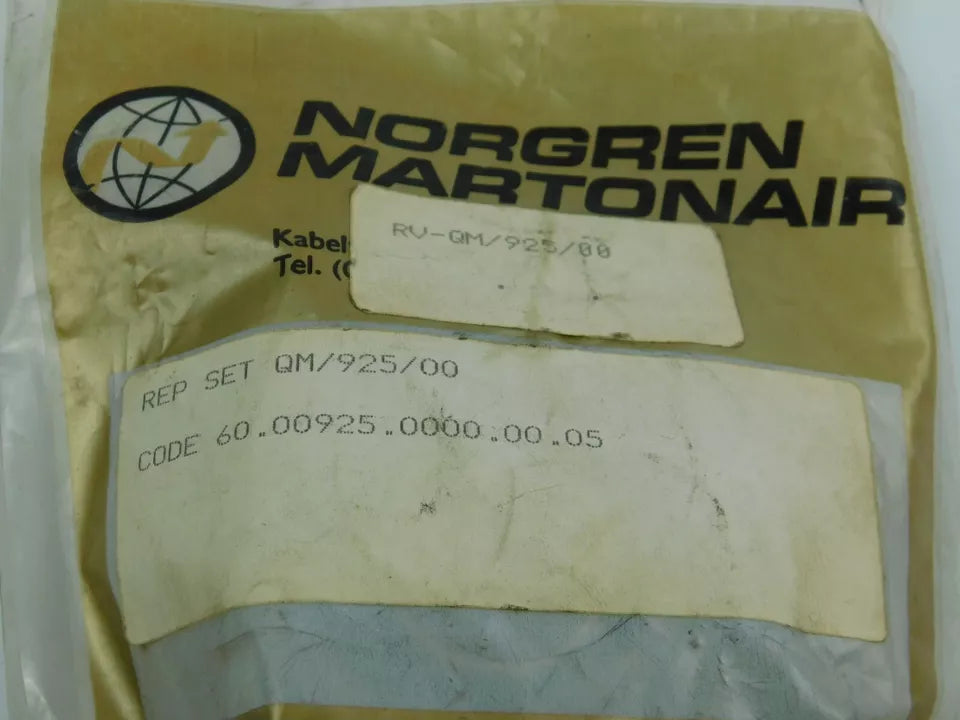 NORGREN
MARTONAIR
Kabel
Tel. (
RV-QM/925/00
REP SET QM/925/00
CODE 60.00925.0000.00.05